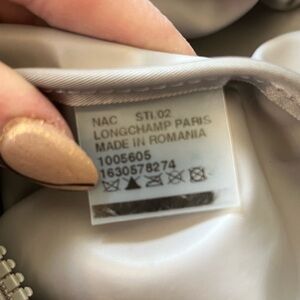 NAC STI.02
LONGCHAMP PARIS
MADE IN ROMANIA
1005605
1630578274